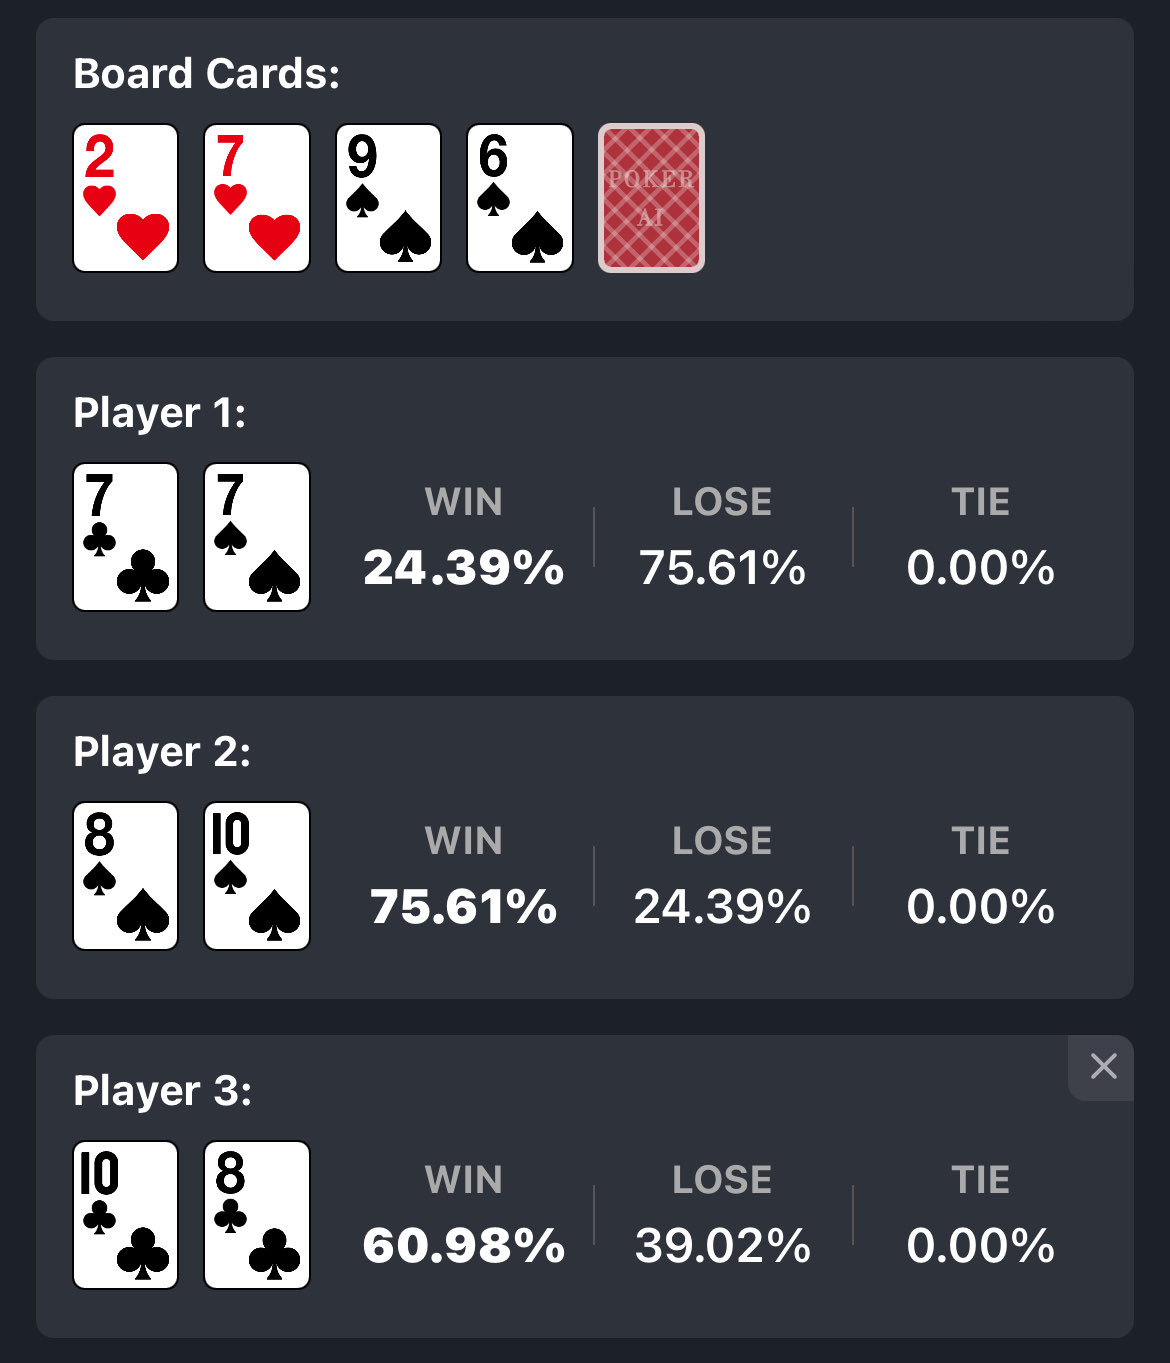 Board Cards:
2 7 9 6 POKER
AI
Player 1:
7 7
WIN LOSE TIE
24.39% 75.61% 0.00%
Player 2:
8 10
WIN LOSE TIE
75.61% 24.39% 0.00%
Player 3:
10 8
WIN LOSE TIE
60.98% 39.02% 0.00%